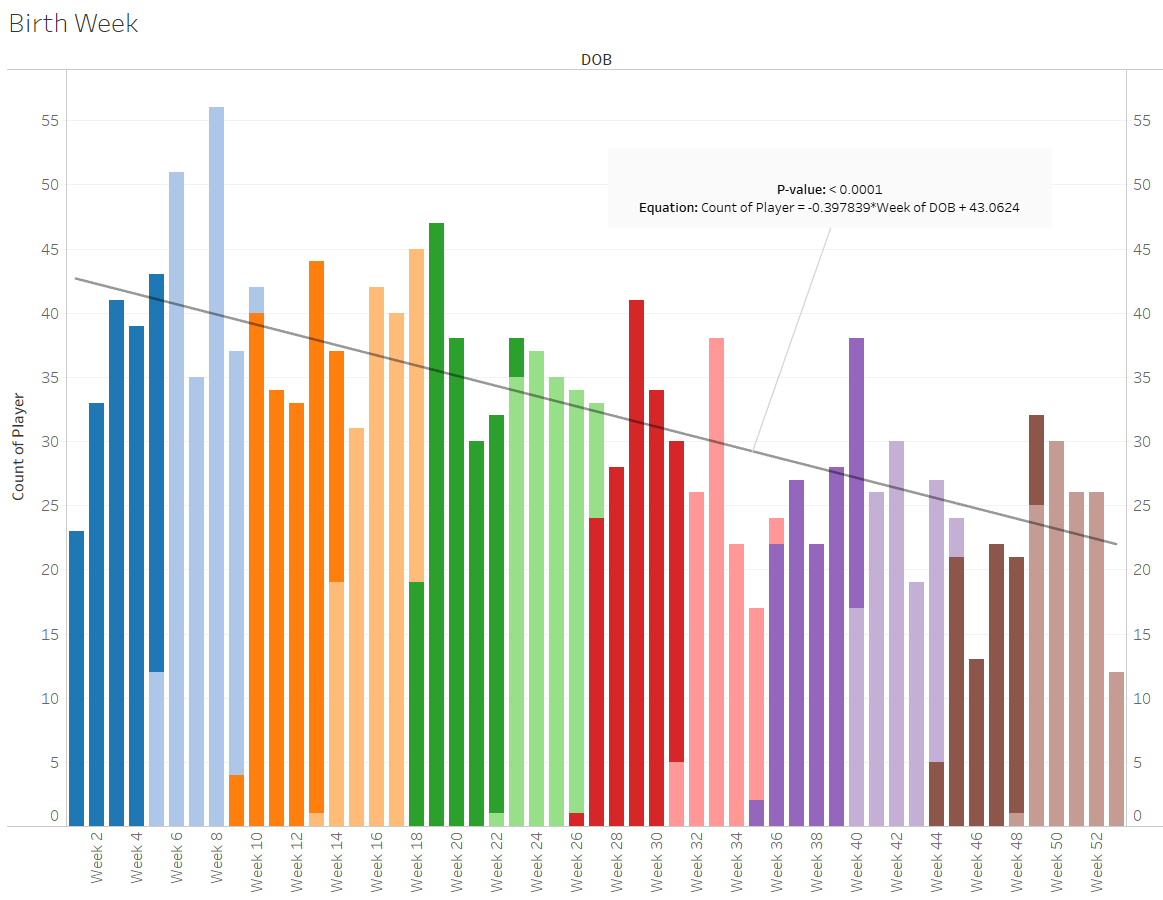 Birth Week
DOB
55
50
45
40
35
30
25
20
15
10
5
0
Count of Player
P-value: < 0.0001
Equation: Count of Player = -0.397839*Week of DOB + 43.0624
55
50
45
40
35
30
25
20
15
10
5
0
Week 2
Week 4
Week 6
Week 8
Week 10
Week 12
Week 14
Week 16
Week 18
Week 20
Week 22
Week 24
Week 26
Week 28
Week 30
Week 32
Week 34
Week 36
Week 38
Week 40
Week 42
Week 44
Week 46
Week 48
Week 50
Week 52